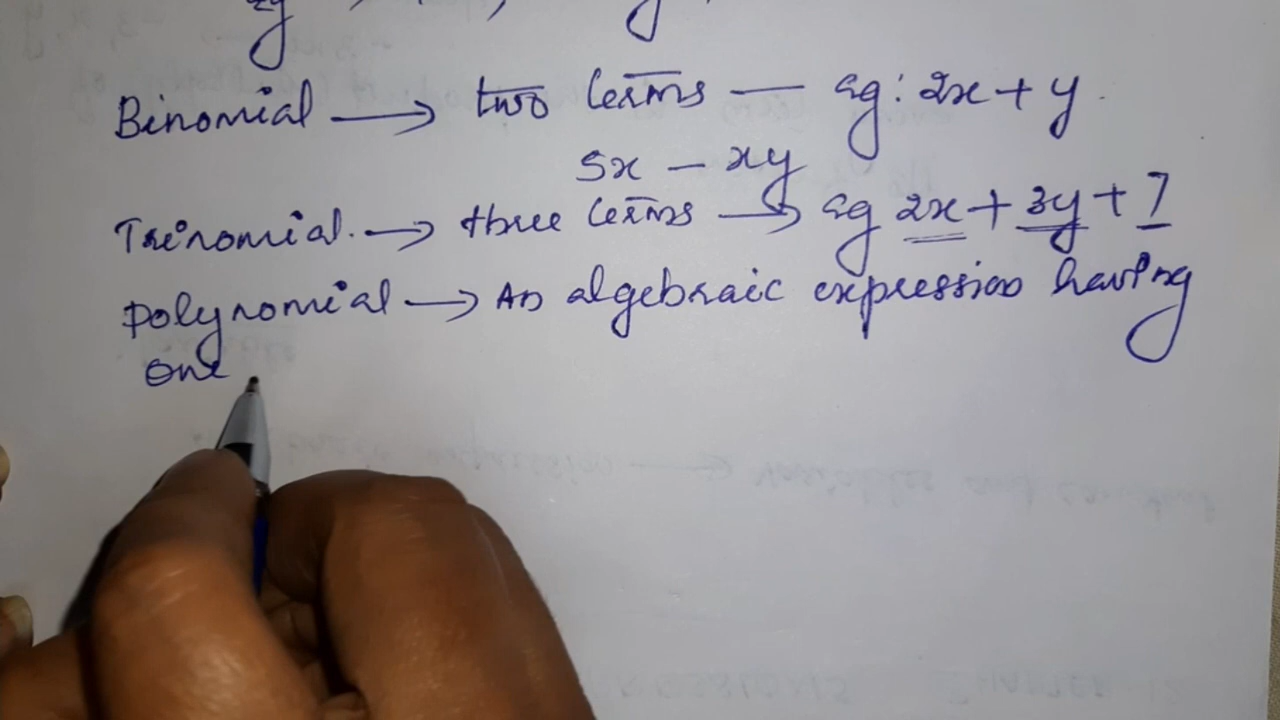 Binomial → two terms — eg: 2x + y
5x - xy
Trinomial. → three terms → eg 2x + 3y + 7
Polynomial → An algebraic expression having
one